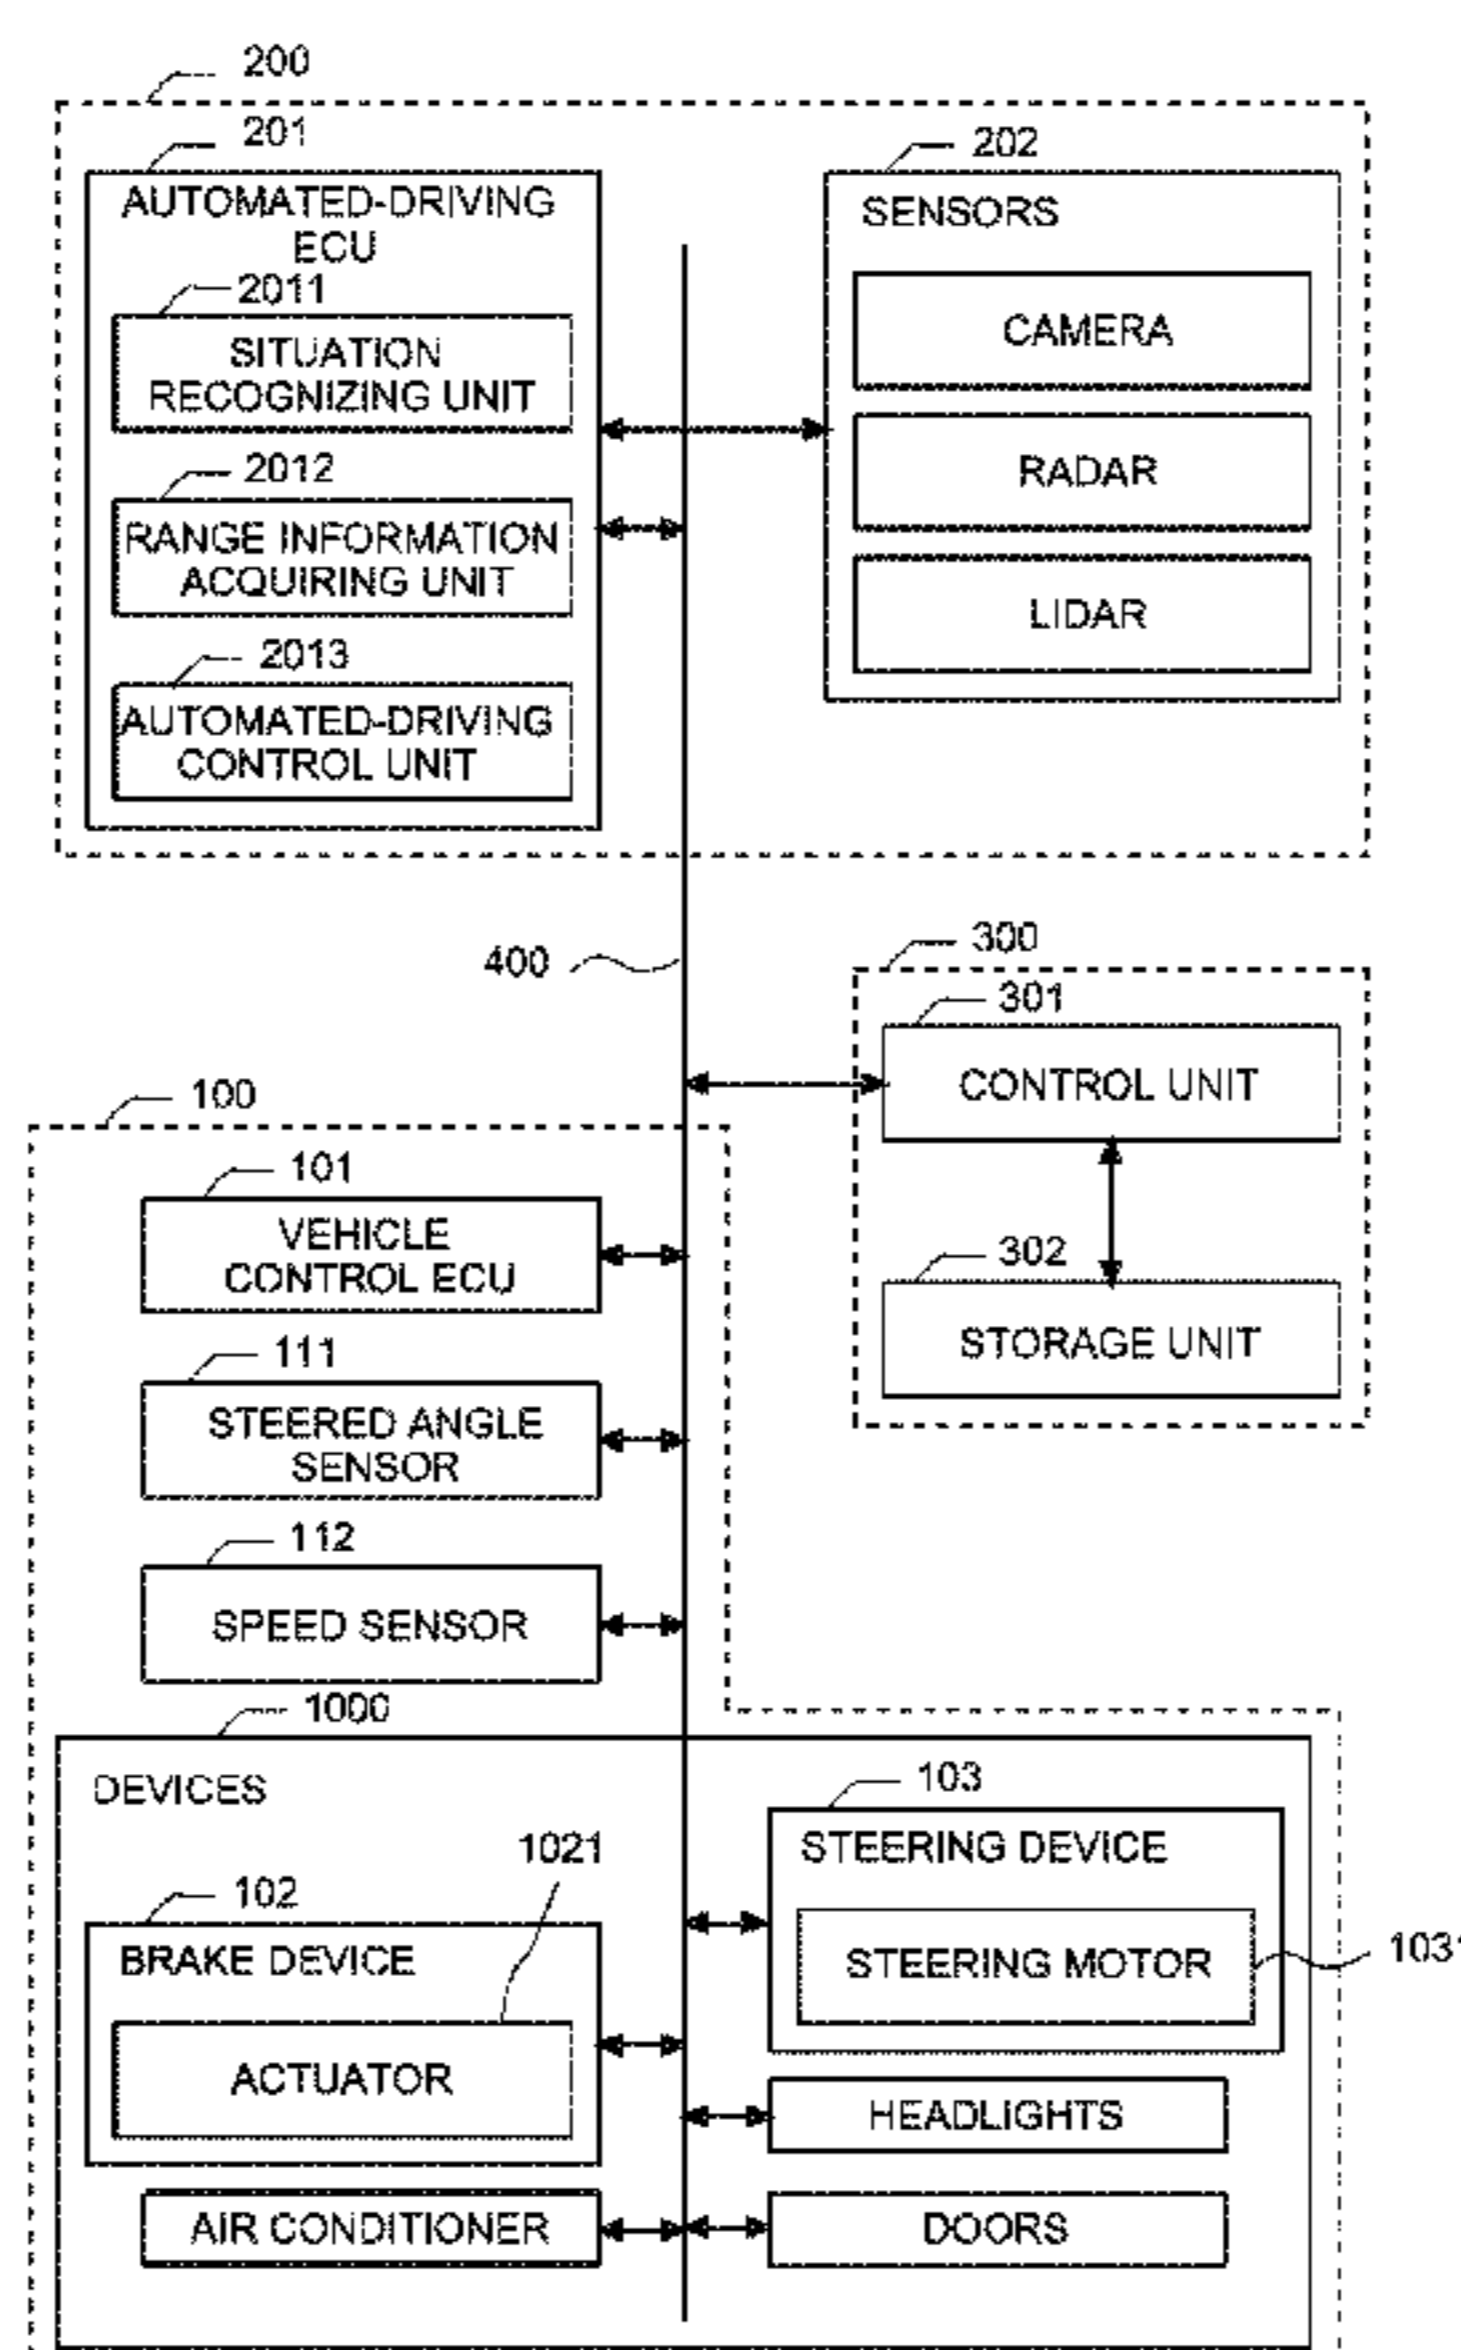 200
201
AUTOMATED-DRIVING
ECU
2011
SITUATION
RECOGNIZING UNIT
2012
RANGE INFORMATION
ACQUIRING UNIT
2013
AUTOMATED-DRIVING
CONTROL UNIT
202
SENSORS
CAMERA
RADAR
LIDAR
400
300
301
CONTROL UNIT
302
STORAGE UNIT
100
101
VEHICLE
CONTROL ECU
111
STEERED ANGLE
SENSOR
112
SPEED SENSOR
1000
DEVICES
102
BRAKE DEVICE
1021
ACTUATOR
AIR CONDITIONER
103
STEERING DEVICE
STEERING MOTOR
HEADLIGHTS
DOORS